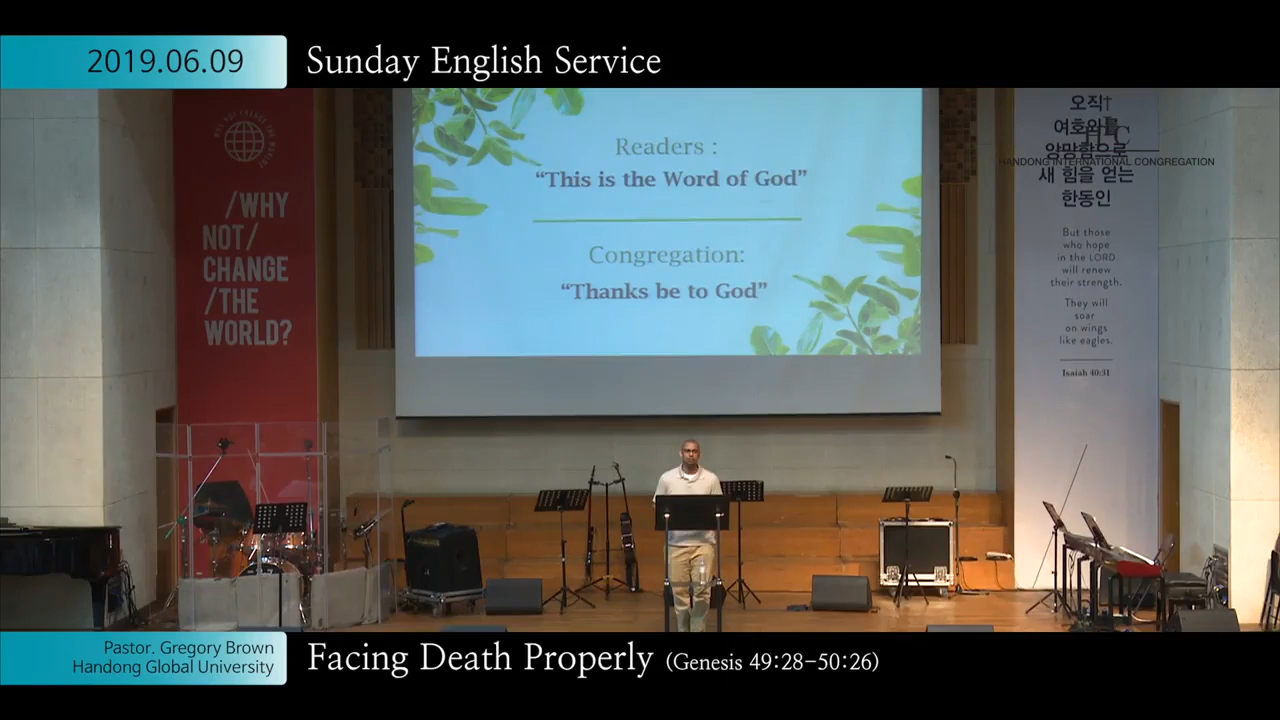 2019.06.09
Sunday English Service
/WHY
NOT/
CHANGE
/THE
WORLD?
Readers :
“This is the Word of God”
Congregation:
“Thanks be to God”
오직
여호와를
앙망함으로
새 힘을 얻는
한동인
HANDONG INTERNATIONAL CONGREGATION
But those
who hope
in the LORD
will renew
their strength.
They will
soar
on wings
like eagles.
Isaiah 40:31
Pastor. Gregory Brown
Handong Global University
Facing Death Properly (Genesis 49:28-50:26)